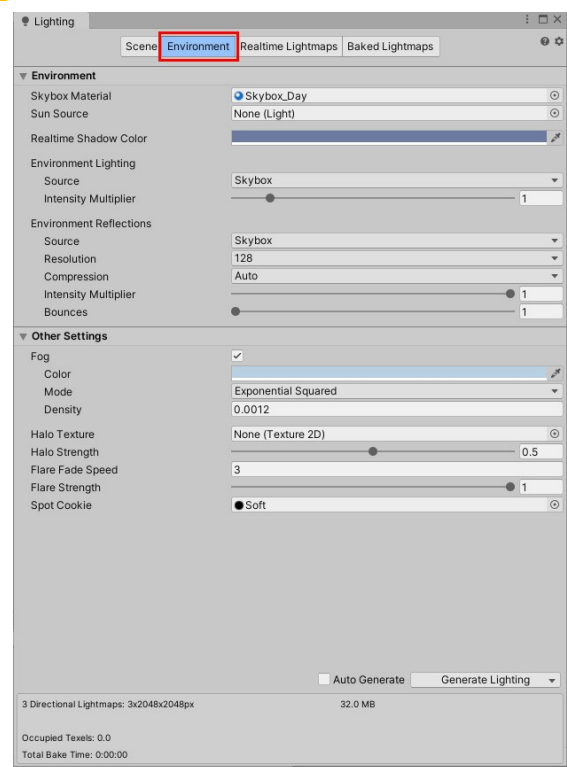 Lighting
Scene Environment Realtime Lightmaps Baked Lightmaps
Environment
Skybox Material Skybox_Day
Sun Source None (Light)
Realtime Shadow Color
Environment Lighting
Source Skybox
Intensity Multiplier 1
Environment Reflections
Source Skybox
Resolution 128
Compression Auto
Intensity Multiplier 1
Bounces 1
Other Settings
Fog
Color
Mode Exponential Squared
Density 0.0012
Halo Texture None (Texture 2D)
Halo Strength 0.5
Flare Fade Speed 3
Flare Strength 1
Spot Cookie Soft
Auto Generate Generate Lighting
3 Directional Lightmaps: 3x2048x2048px 32.0 MB
Occupied Texels: 0.0
Total Bake Time: 0:00:00